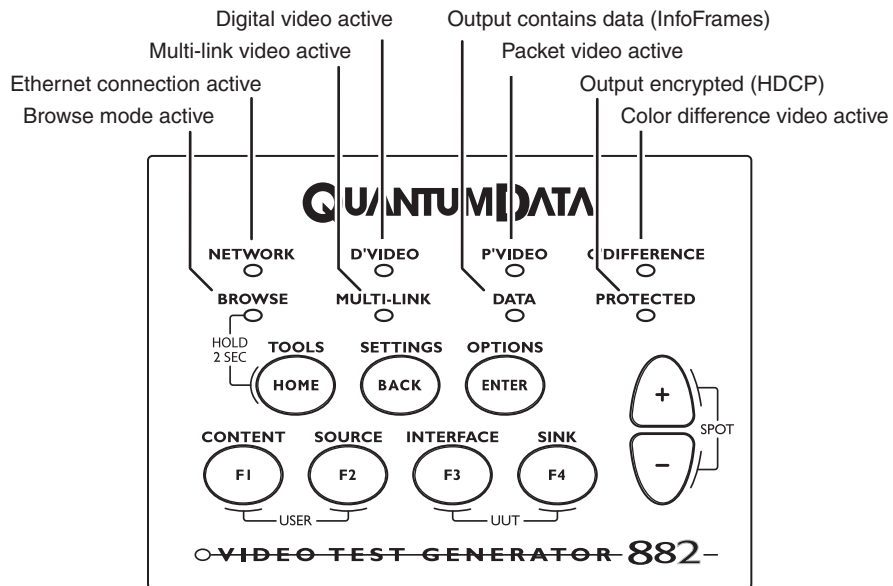 Digital video active
Output contains data (InfoFrames)
Multi-link video active
Packet video active
Ethernet connection active
Output encrypted (HDCP)
Browse mode active
Color difference video active
QUANTUMDATA
NETWORK
D'VIDEO
P'VIDEO
C'DIFFERENCE
BROWSE
MULTI-LINK
DATA
PROTECTED
HOLD
2 SEC
TOOLS
SETTINGS
OPTIONS
HOME
BACK
ENTER
+
SPOT
CONTENT
SOURCE
INTERFACE
SINK
F1
F2
F3
F4
–
USER
UUT
VIDEO TEST GENERATOR 882